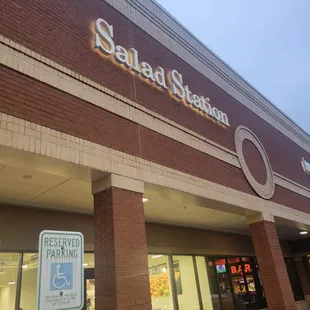 Salad Station
BAR
RESERVED
PARKING